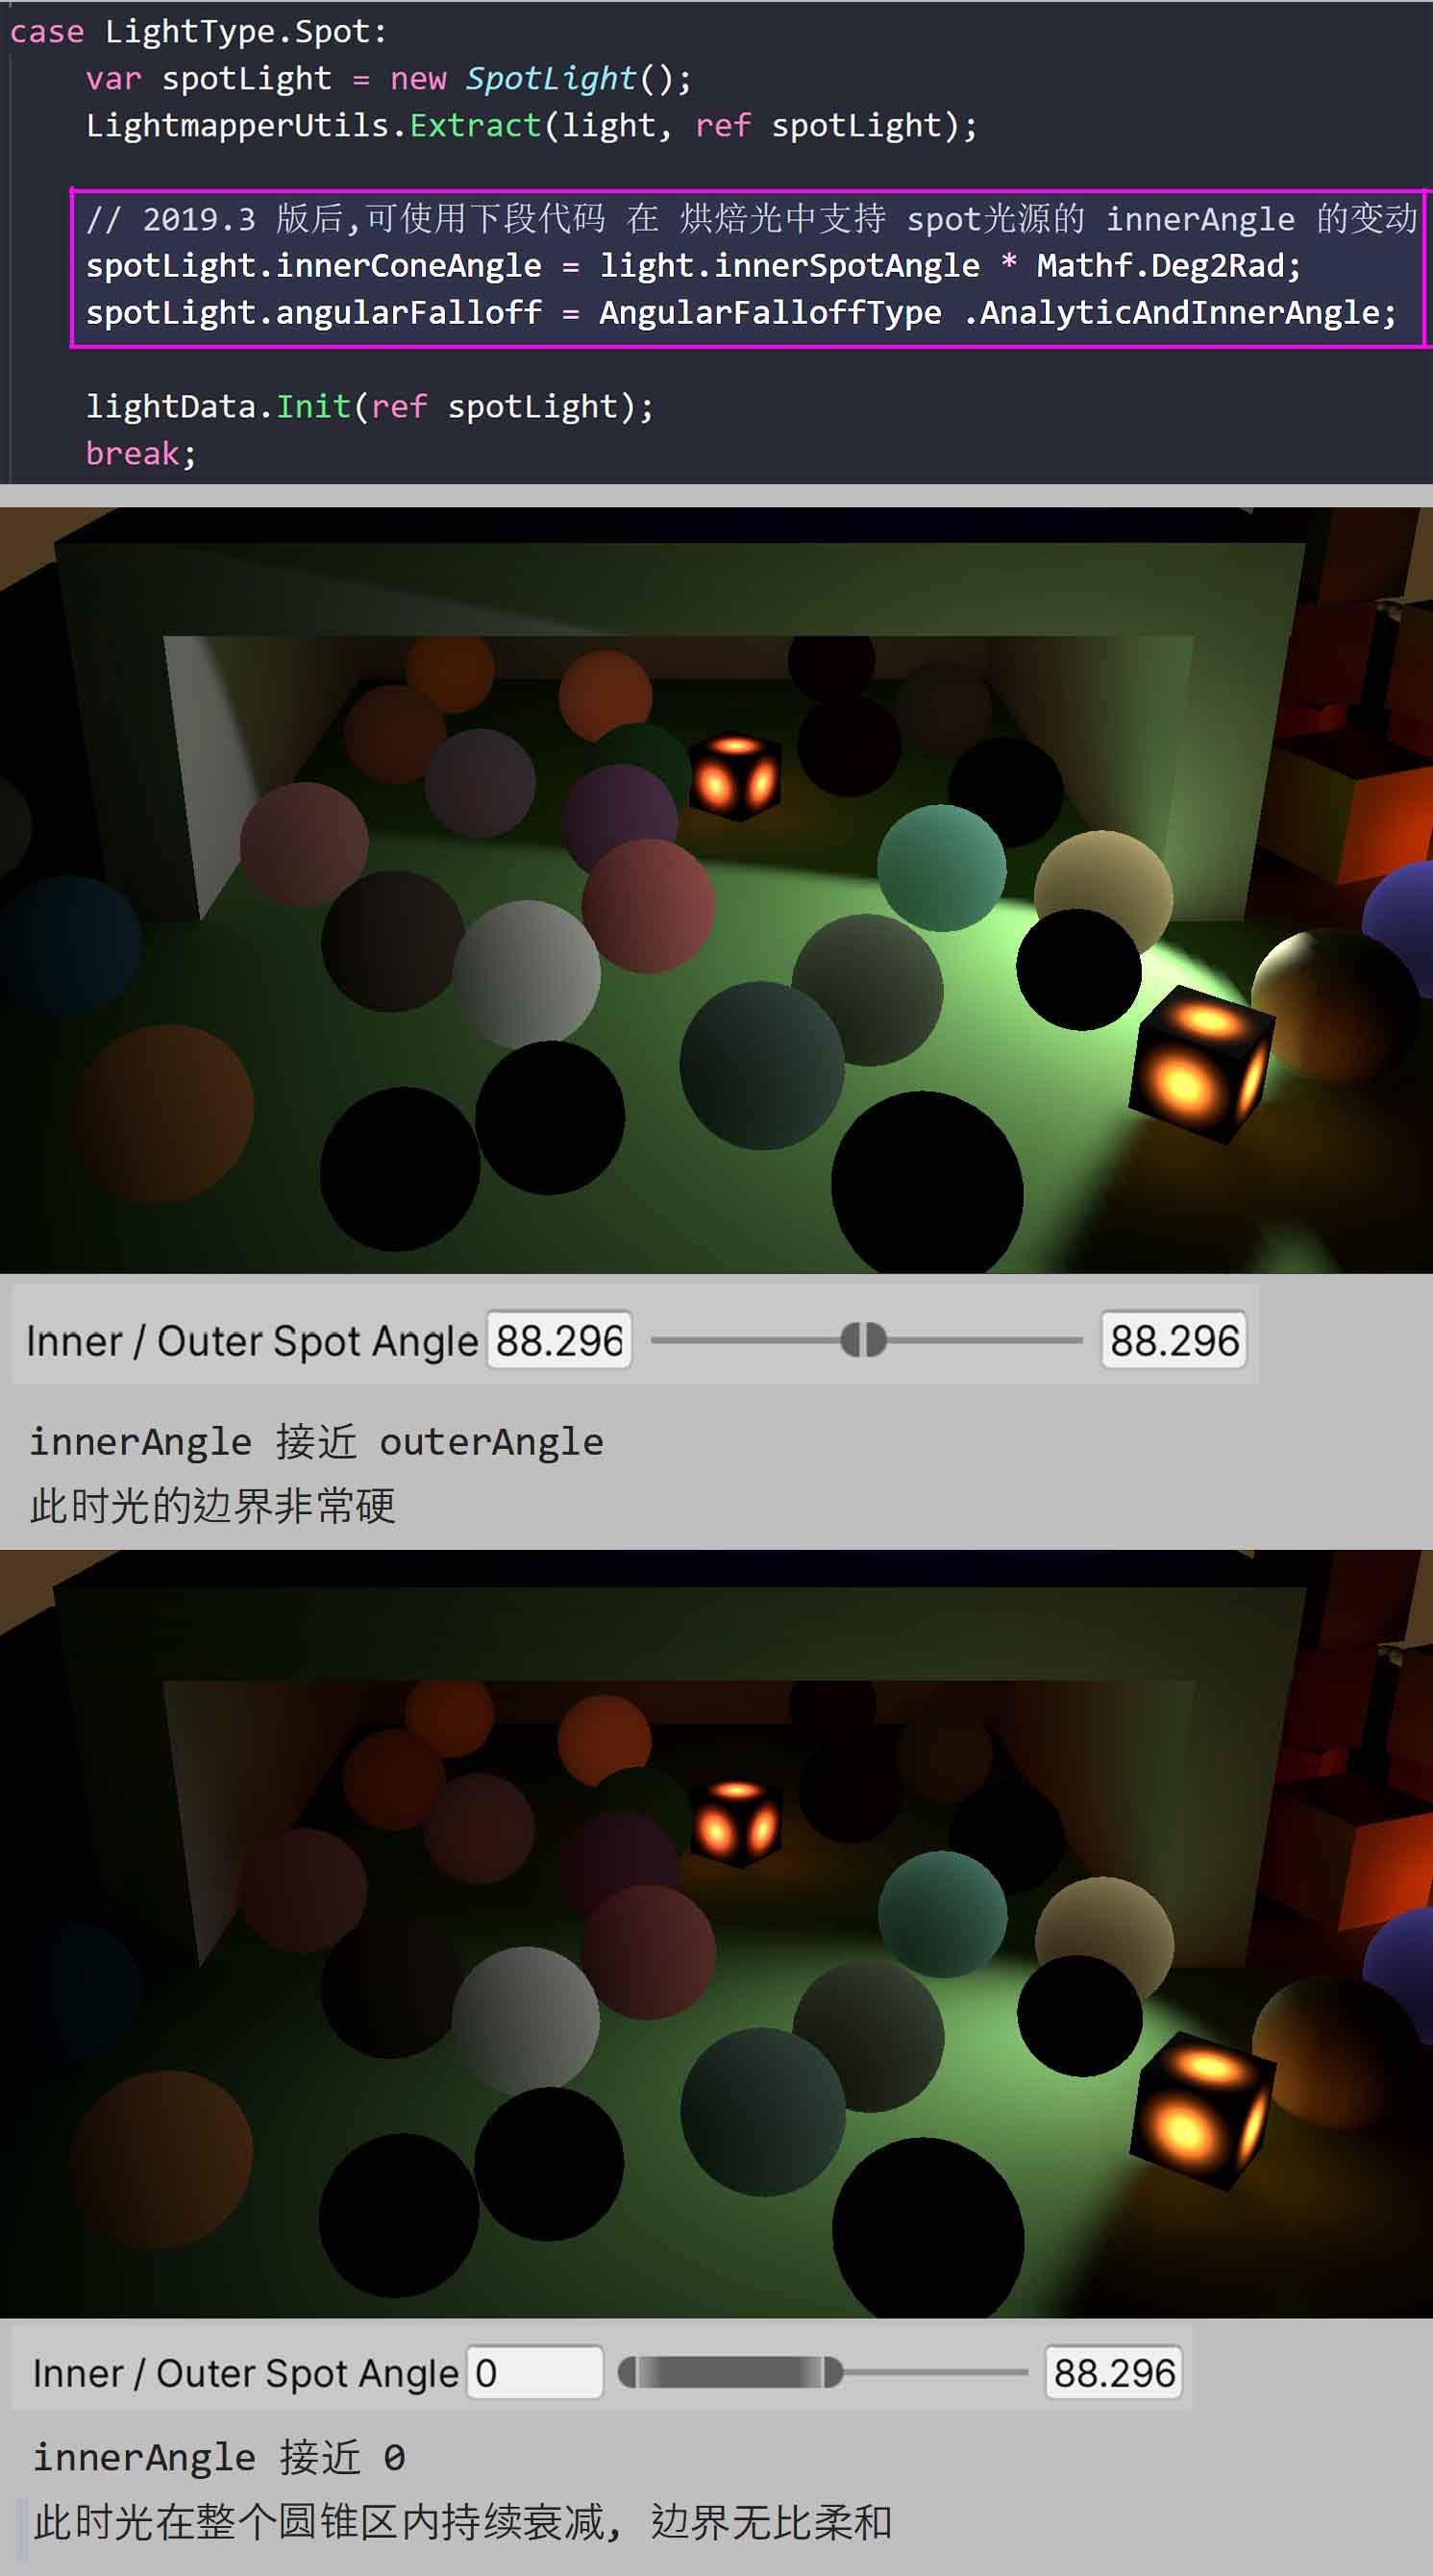 case LightType.Spot:
var spotLight = new SpotLight();
LightmapperUtils.Extract(light, ref spotLight);
// 2019.3 版后,可使用下段代码 在 烘焙光中支持 spot光源的 innerAngle 的变动
spotLight.innerConeAngle = light.innerSpotAngle * Mathf.Deg2Rad;
spotLight.angularFalloff = AngularFalloffType .AnalyticAndInnerAngle;
lightData.Init(ref spotLight);
break;
Inner / Outer Spot Angle 88.296 88.296
innerAngle 接近 outerAngle
此时光的边界非常硬
Inner / Outer Spot Angle 0 88.296
innerAngle 接近 0
此时光在整个圆锥区内持续衰减, 边界无比柔和